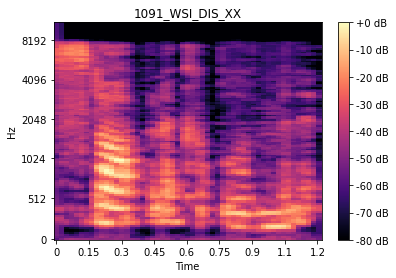 1091_WSI_DIS_XX
+0 dB
8192
-10 dB
4096
-20 dB
-30 dB
2048
Hz
-40 dB
1024
-50 dB
512
-60 dB
-70 dB
0
-80 dB
0 0.15 0.3 0.45 0.6 0.75 0.9 1 1.2
Time